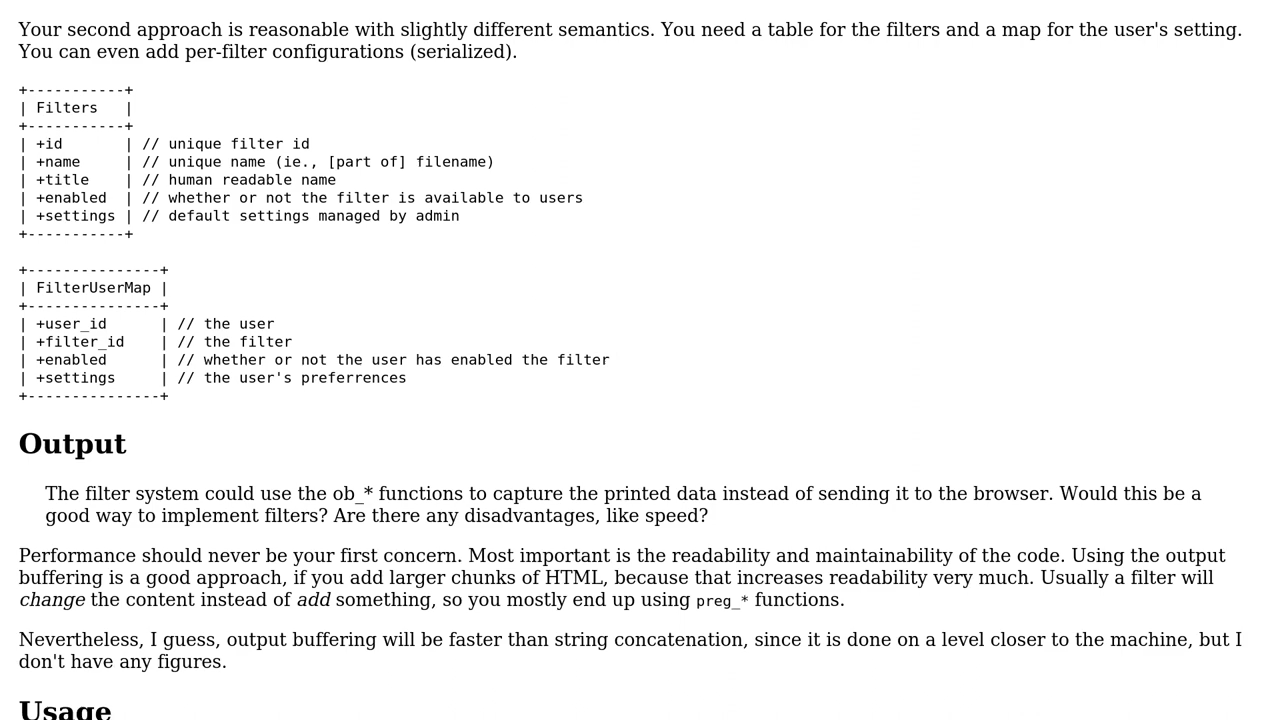 Your second approach is reasonable with slightly different semantics. You need a table for the filters and a map for the user's setting.
You can even add per-filter configurations (serialized).
+-----------+
| Filters   |
+-----------+
| +id       | // unique filter id
| +name     | // unique name (ie., [part of] filename)
| +title    | // human readable name
| +enabled  | // whether or not the filter is available to users
| +settings | // default settings managed by admin
+-----------+
+---------------+
| FilterUserMap |
+---------------+
| +user_id      | // the user
| +filter_id    | // the filter
| +enabled      | // whether or not the user has enabled the filter
| +settings     | // the user's preferrences
+---------------+
Output
The filter system could use the ob_* functions to capture the printed data instead of sending it to the browser. Would this be a
good way to implement filters? Are there any disadvantages, like speed?
Performance should never be your first concern. Most important is the readability and maintainability of the code. Using the output
buffering is a good approach, if you add larger chunks of HTML, because that increases readability very much. Usually a filter will
change the content instead of add something, so you mostly end up using preg_* functions.
Nevertheless, I guess, output buffering will be faster than string concatenation, since it is done on a level closer to the machine, but I
don't have any figures.
Usage